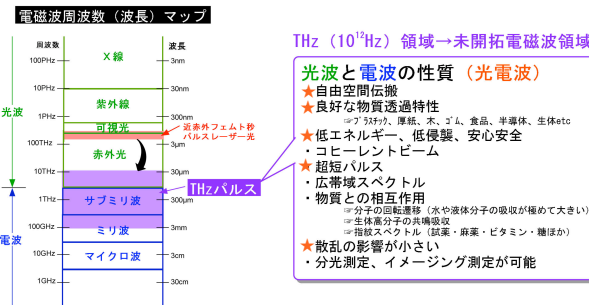 電磁波周波数（波長）マップ
周波数
波長
100PHz
X線
3nm
10PHz
30nm
紫外線
1PHz
300nm
可視光
近赤外フェムト秒
パルスレーザー光
100THz
3μm
赤外光
10THz
30μm
THzパルス
1THz
サブミリ波
300μm
100GHz
ミリ波
3mm
10GHz
マイクロ波
3cm
1GHz
30cm
光波
電波
THz（10¹²Hz）領域→未開拓電磁波領域
光波と電波の性質（光電波）
★自由空間伝搬
★良好な物質透過特性
☞プラスチック、厚紙、木、ゴム、食品、半導体、生体etc
★低エネルギー、低侵襲、安心安全
・コヒーレントビーム
★超短パルス
・広帯域スペクトル
・物質との相互作用
☞分子の回転遷移（水や液体分子の吸収が極めて大きい）
☞生体高分子の共鳴吸収
☞指紋スペクトル（試薬・麻薬・ビタミン・糖ほか）
★散乱の影響が小さい
・分光測定、イメージング測定が可能